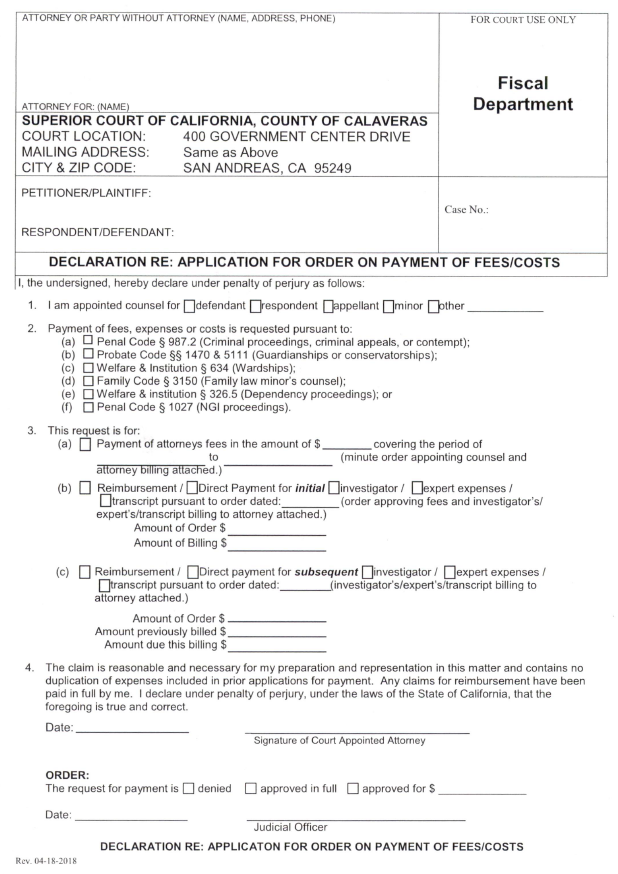 ATTORNEY OR PARTY WITHOUT ATTORNEY (NAME, ADDRESS, PHONE)
FOR COURT USE ONLY
Fiscal
Department
ATTORNEY FOR: (NAME)
SUPERIOR COURT OF CALIFORNIA, COUNTY OF CALAVERAS
COURT LOCATION: 400 GOVERNMENT CENTER DRIVE
MAILING ADDRESS: Same as Above
CITY & ZIP CODE: SAN ANDREAS, CA 95249
PETITIONER/PLAINTIFF:
Case No.:
RESPONDENT/DEFENDANT:
DECLARATION RE: APPLICATION FOR ORDER ON PAYMENT OF FEES/COSTS
I, the undersigned, hereby declare under penalty of perjury as follows:
1. I am appointed counsel for ☐defendant ☐respondent ☐appellant ☐minor ☐other ____________
2. Payment of fees, expenses or costs is requested pursuant to:
(a) ☐ Penal Code § 987.2 (Criminal proceedings, criminal appeals, or contempt);
(b) ☐ Probate Code §§ 1470 & 5111 (Guardianships or conservatorships);
(c) ☐ Welfare & Institution § 634 (Wardships);
(d) ☐ Family Code § 3150 (Family law minor's counsel);
(e) ☐ Welfare & institution § 326.5 (Dependency proceedings); or
(f) ☐ Penal Code § 1027 (NGI proceedings).
3. This request is for:
(a) ☐ Payment of attorneys fees in the amount of $ ________ covering the period of
__________________ to __________________ (minute order appointing counsel and
attorney billing attached.)
(b) ☐ Reimbursement / ☐Direct Payment for initial ☐investigator / ☐expert expenses /
☐transcript pursuant to order dated:_________ (order approving fees and investigator's/
expert's/transcript billing to attorney attached.)
Amount of Order $ ________________
Amount of Billing $ ________________
(c) ☐ Reimbursement / ☐Direct payment for subsequent ☐investigator / ☐expert expenses /
☐transcript pursuant to order dated:________(investigator's/expert's/transcript billing to
attorney attached.)
Amount of Order $ ________________
Amount previously billed $ ________________
Amount due this billing $ ________________
4. The claim is reasonable and necessary for my preparation and representation in this matter and contains no
duplication of expenses included in prior applications for payment. Any claims for reimbursement have been
paid in full by me. I declare under penalty of perjury, under the laws of the State of California, that the
foregoing is true and correct.
Date: __________________
Signature of Court Appointed Attorney
ORDER:
The request for payment is ☐ denied ☐ approved in full ☐ approved for $ ______________
Date: __________________
Judicial Officer
DECLARATION RE: APPLICATON FOR ORDER ON PAYMENT OF FEES/COSTS
Rev. 04-18-2018